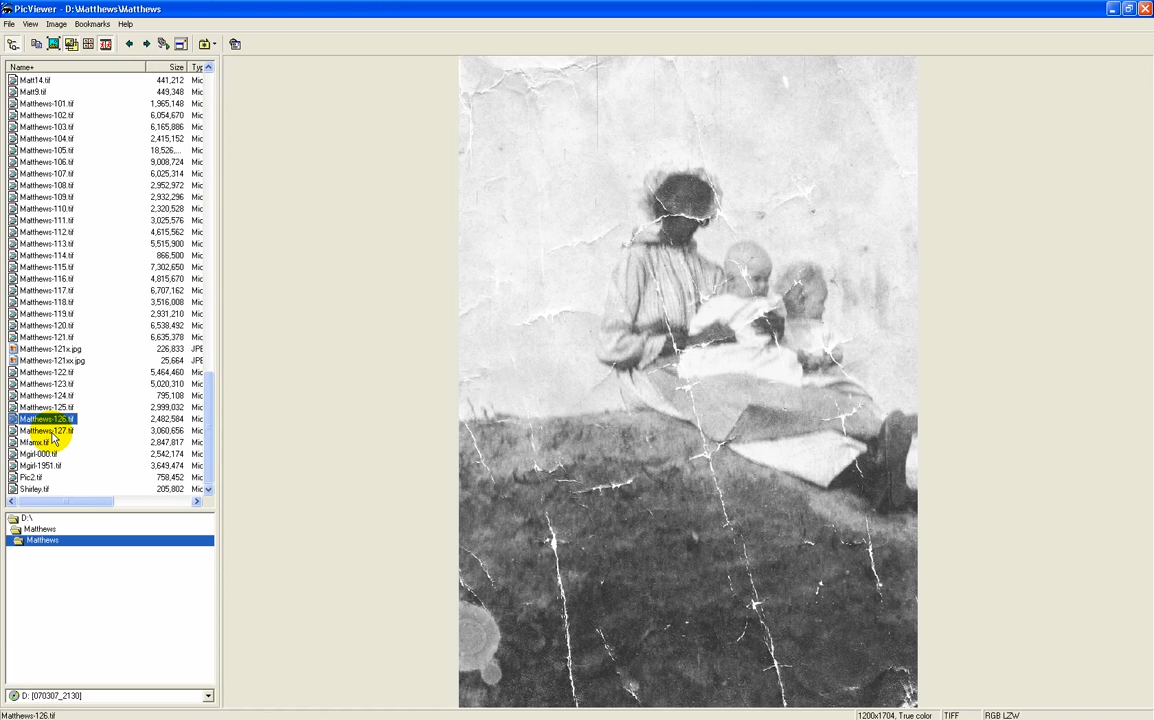 PicViewer - D:\Matthews\Matthews
File View Image Bookmarks Help
Name+ Size Typ
Matt14.tif 441,212 Mic
Matt9.tif 449,348 Mic
Matthews-101.tif 1,965,148 Mic
Matthews-102.tif 6,054,670 Mic
Matthews-103.tif 6,165,886 Mic
Matthews-104.tif 2,415,152 Mic
Matthews-105.tif 18,526,... Mic
Matthews-106.tif 9,008,724 Mic
Matthews-107.tif 6,025,314 Mic
Matthews-108.tif 2,952,972 Mic
Matthews-109.tif 2,932,296 Mic
Matthews-110.tif 2,320,528 Mic
Matthews-111.tif 3,025,576 Mic
Matthews-112.tif 4,615,562 Mic
Matthews-113.tif 5,515,900 Mic
Matthews-114.tif 866,500 Mic
Matthews-115.tif 7,302,650 Mic
Matthews-116.tif 4,815,670 Mic
Matthews-117.tif 6,707,162 Mic
Matthews-118.tif 3,516,008 Mic
Matthews-119.tif 2,931,210 Mic
Matthews-120.tif 6,538,492 Mic
Matthews-121.tif 6,635,378 Mic
Matthews-121x.jpg 226,833 JPE
Matthews-121xx.jpg 25,664 JPE
Matthews-122.tif 5,464,460 Mic
Matthews-123.tif 5,020,310 Mic
Matthews-124.tif 795,108 Mic
Matthews-125.tif 2,999,032 Mic
Matthews-126.tif 2,482,584 Mic
Matthews-127.tif 3,060,656 Mic
Mfamx.tif 2,847,817 Mic
Mgirl-000.tif 2,542,174 Mic
Mgirl-1951.tif 3,649,474 Mic
Pic2.tif 758,452 Mic
Shirley.tif 205,802 Mic
D:\
Matthews
Matthews
D: [070307_2130]
Matthews-126.tif 1200x1704, True color TIFF RGB LZW